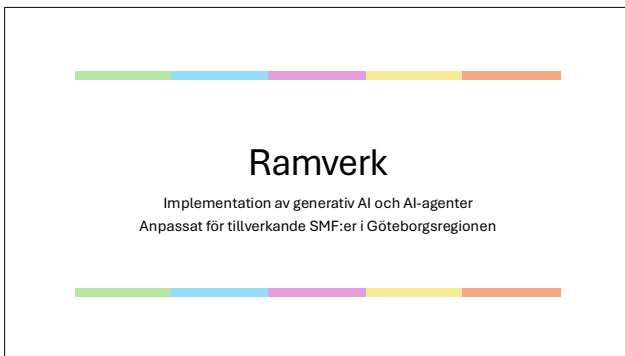 Ramverk
Implementation av generativ AI och AI-agenter
Anpassat för tillverkande SMF:er i Göteborgsregionen